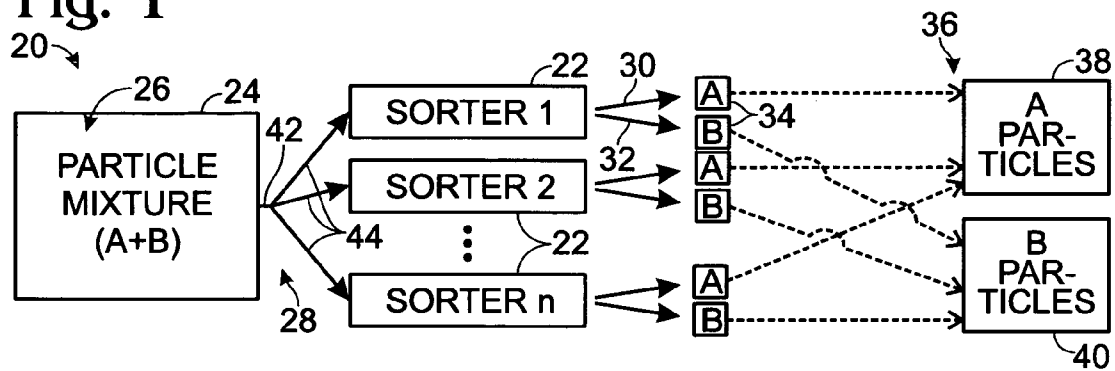 Fig. 1
20
26
24
PARTICLE
MIXTURE
(A+B)
42
44
28
22
SORTER 1
SORTER 2
22
SORTER n
30
32
A
B
34
A
B
A
B
36
38
A
PAR-
TICLES
B
PAR-
TICLES
40